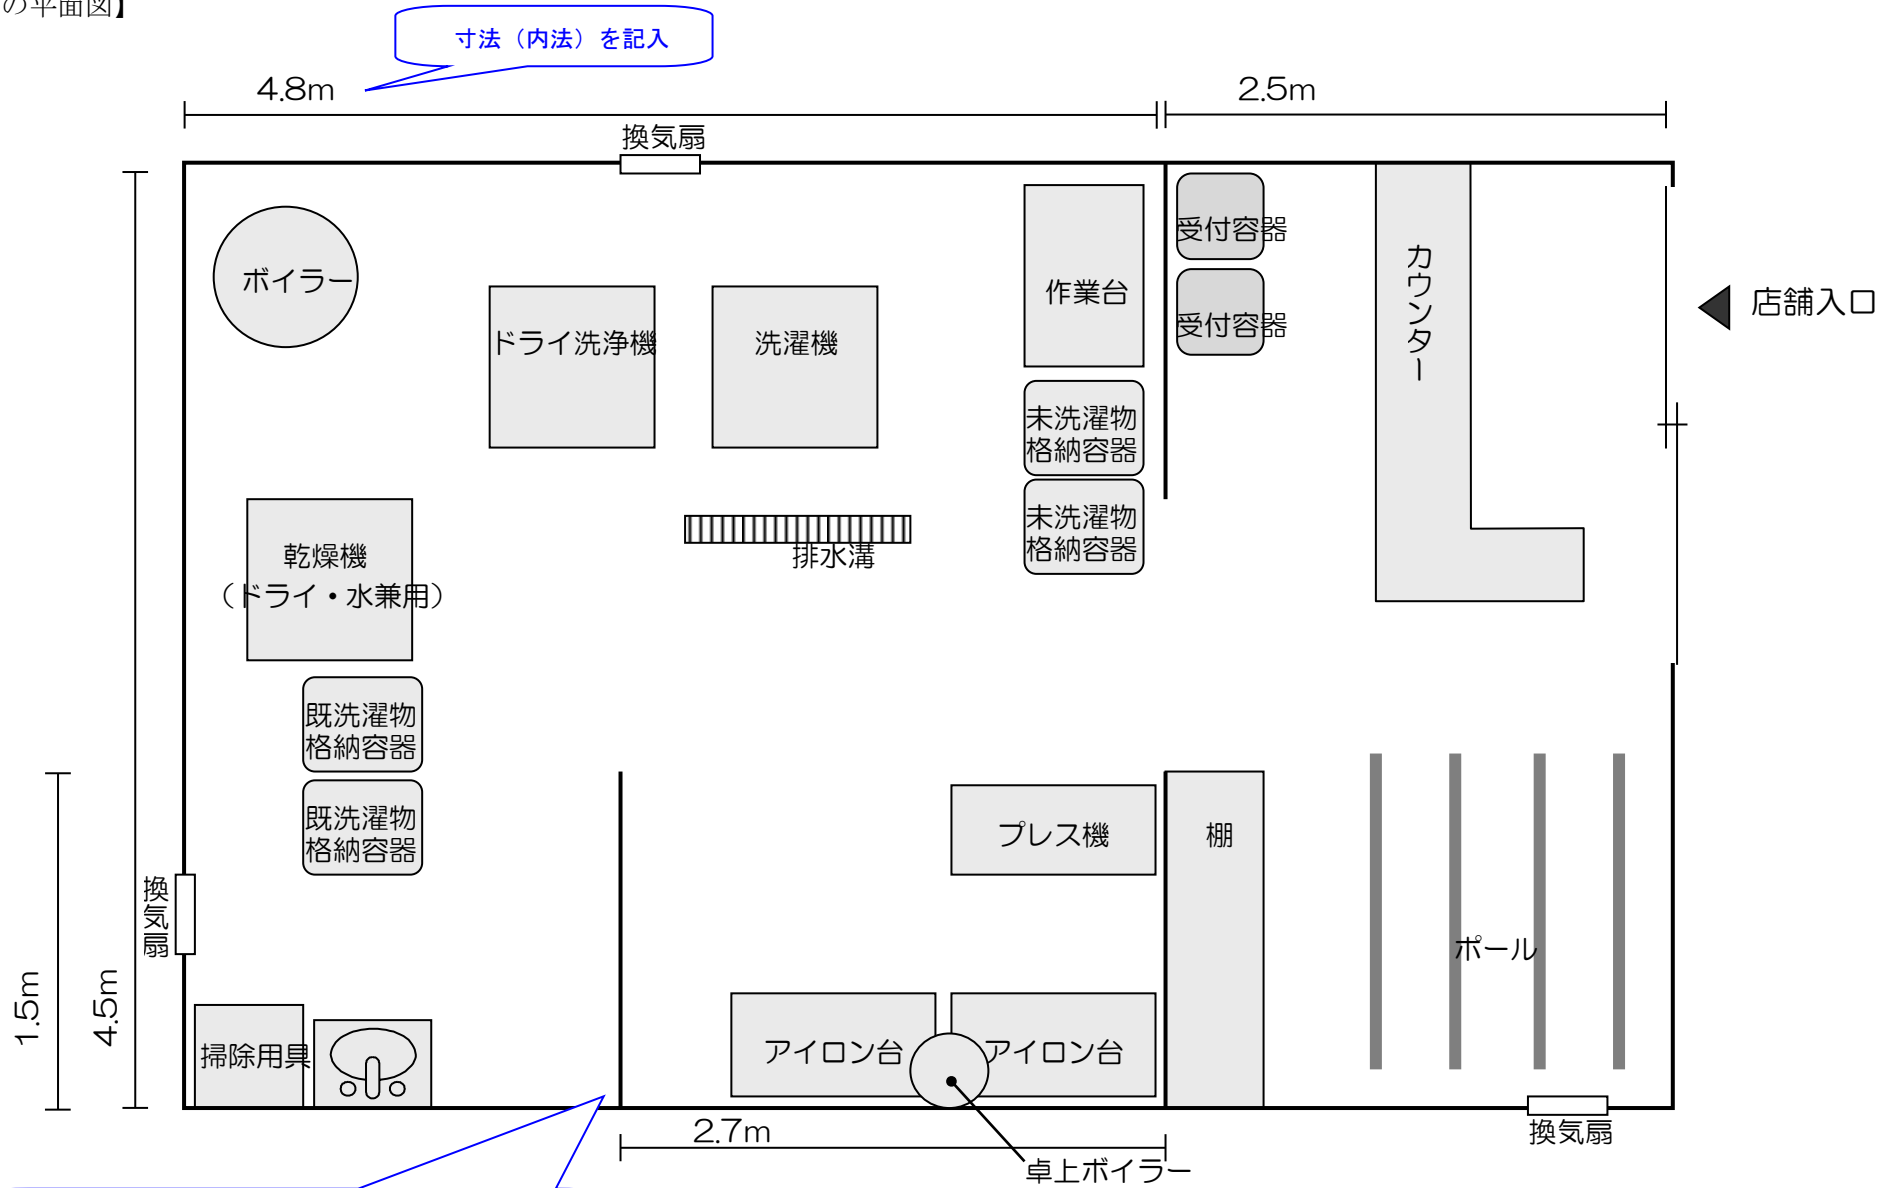 の平面図】
寸法（内法）を記入
4.8m
2.5m
換気扇
ボイラー
ドライ洗浄機
洗濯機
作業台
受付容器
受付容器
カウンター
店舗入口
未洗濯物
格納容器
未洗濯物
格納容器
排水溝
乾燥機
（ドライ・水兼用）
既洗濯物
格納容器
既洗濯物
格納容器
プレス機
棚
換気扇
ポール
1.5m
4.5m
掃除用具
アイロン台
アイロン台
2.7m
換気扇
卓上ボイラー